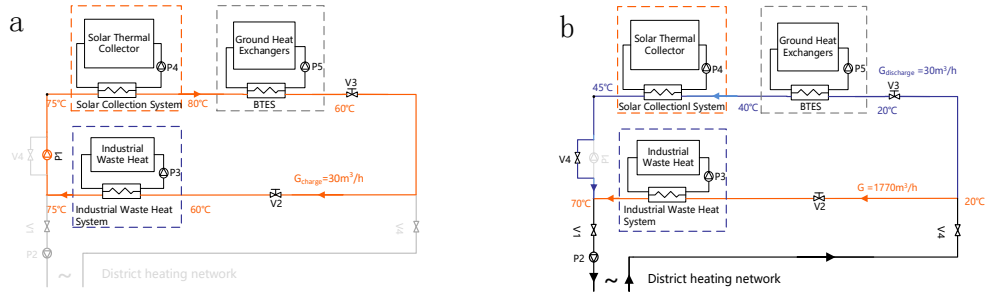 a
Solar Thermal
Collector
P4
Ground Heat
Exchangers
P5
V3
75℃
Solar Collection System
80℃
BTES
60℃
V4
P1
Industrial
Waste Heat
P3
Gcharge=30m³/h
V2
75℃
60℃
Industrial Waste Heat
System
V1
V4
P2
~
District heating network
b
Solar Thermal
Collector
P4
Ground Heat
Exchangers
P5
Gdischarge =30m³/h
V3
45℃
Solar Collectionl System
40℃
BTES
20℃
V4
Industrial
Waste Heat
P3
G =1770m³/h
V2
70℃
Industrial Waste Heat
System
20℃
V1
V4
P2
~
District heating network